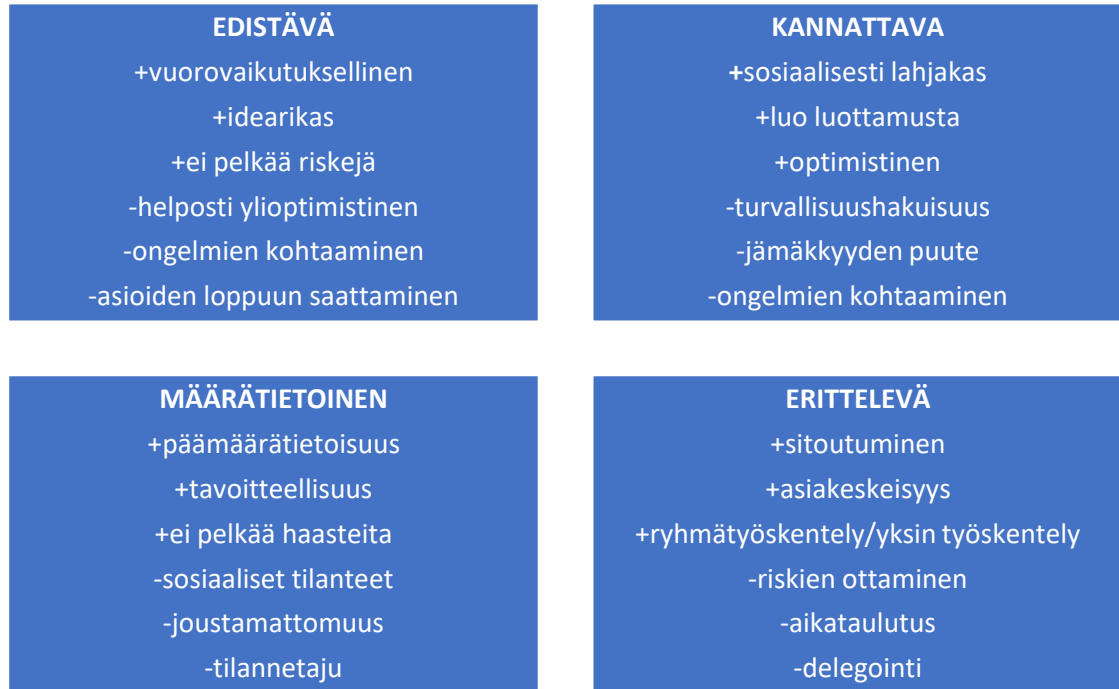 EDISTÄVÄ
+vuorovaikutuksellinen
+idearikas
+ei pelkää riskejä
-helposti ylioptimistinen
-ongelmien kohtaaminen
-asioiden loppuun saattaminen
KANNATTAVA
+sosiaalisesti lahjakas
+luo luottamusta
+optimistinen
-turvallisuushakuisuus
-jämäkkyyden puute
-ongelmien kohtaaminen
MÄÄRÄTIETOINEN
+päämäärätietoisuus
+tavoitteellisuus
+ei pelkää haasteita
-sosiaaliset tilanteet
-joustamattomuus
-tilannetaju
ERITTELEVÄ
+sitoutuminen
+asiakeskeisyys
+ryhmätyöskentely/yksin työskentely
-riskien ottaminen
-aikataulutus
-delegointi